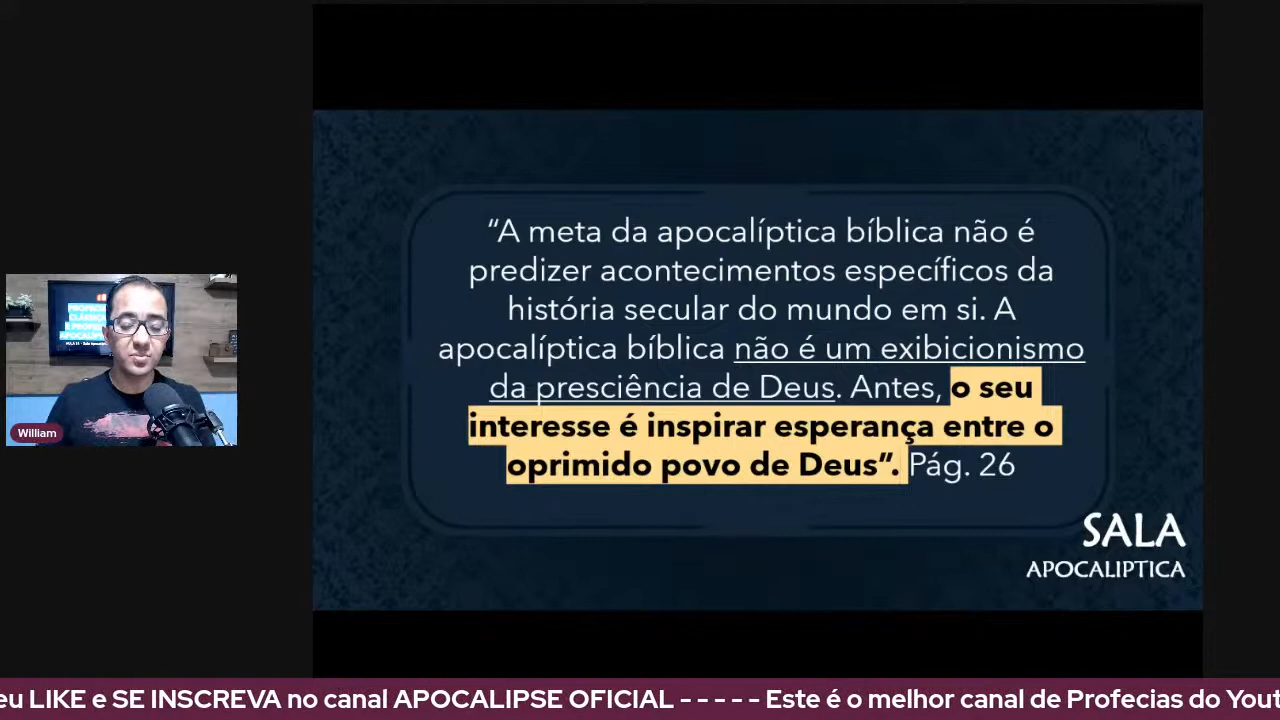 “A meta da apocalíptica bíblica não é
predizer acontecimentos específicos da
história secular do mundo em si. A
apocalíptica bíblica não é um exibicionismo
da presciência de Deus. Antes, o seu
interesse é inspirar esperança entre o
oprimido povo de Deus”. Pág. 26
SALA
APOCALIPTICA
William
eu LIKE e SE INSCREVA no canal APOCALIPSE OFICIAL - - - - - Este é o melhor canal de Profecias do Yout